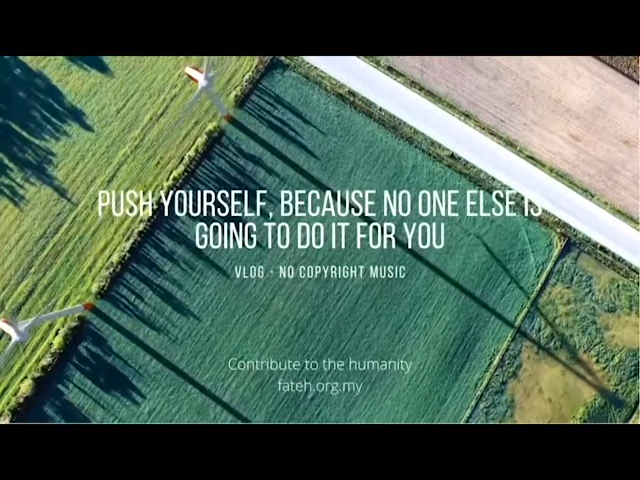 PUSH YOURSELF, BECAUSE NO ONE ELSE IS
GOING TO DO IT FOR YOU
VLOG - NO COPYRIGHT MUSIC
Contribute to the humanity
fateh.org.my